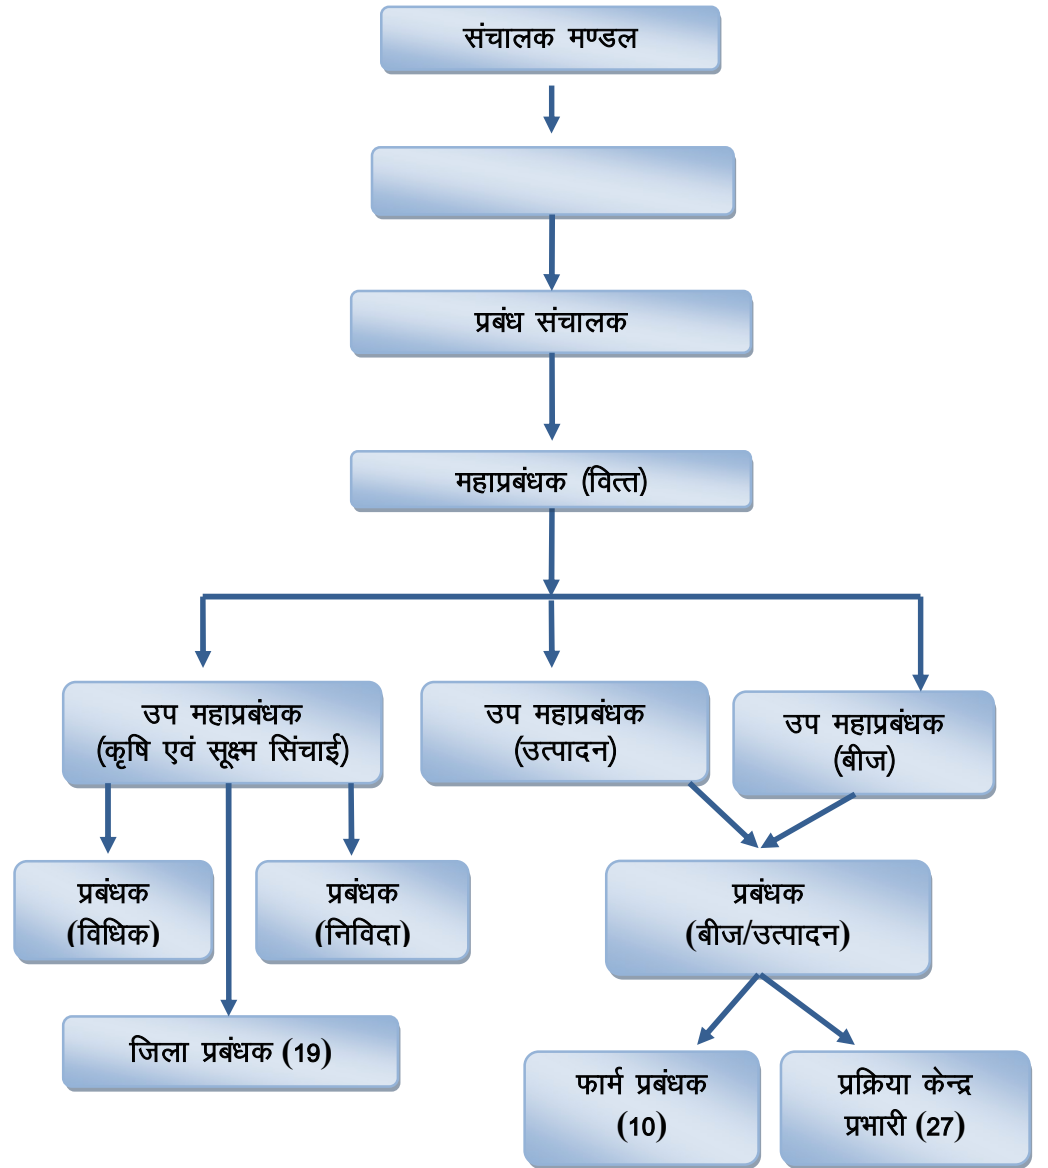 संचालक मण्डल
प्रबंध संचालक
महाप्रबंधक (वित्त)
उप महाप्रबंधक
(कृषि एवं सूक्ष्म सिंचाई)
उप महाप्रबंधक
(उत्पादन)
उप महाप्रबंधक
(बीज)
प्रबंधक
(विधिक)
प्रबंधक
(निविदा)
प्रबंधक
(बीज/उत्पादन)
जिला प्रबंधक (19)
फार्म प्रबंधक
(10)
प्रक्रिया केन्द्र
प्रभारी (27)